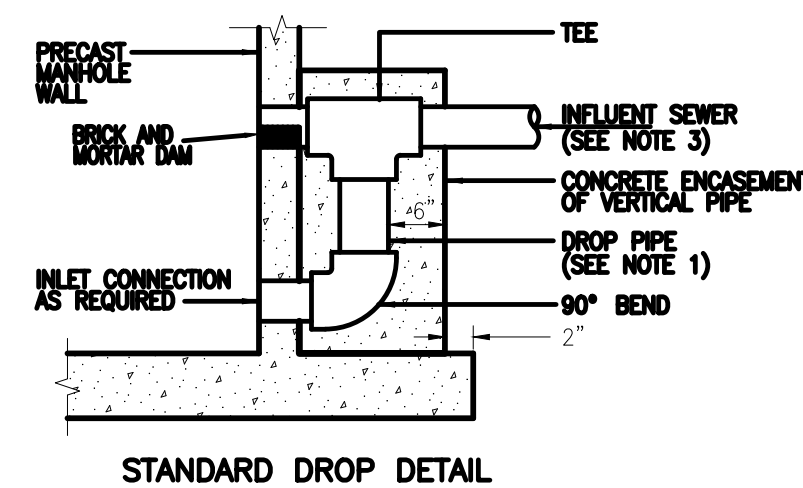 PRECAST
MANHOLE
WALL
TEE
BRICK AND
MORTAR DAM
INFLUENT SEWER
(SEE NOTE 3)
CONCRETE ENCASEMENT
OF VERTICAL PIPE
6"
DROP PIPE
(SEE NOTE 1)
INLET CONNECTION
AS REQUIRED
90° BEND
2"
STANDARD DROP DETAIL